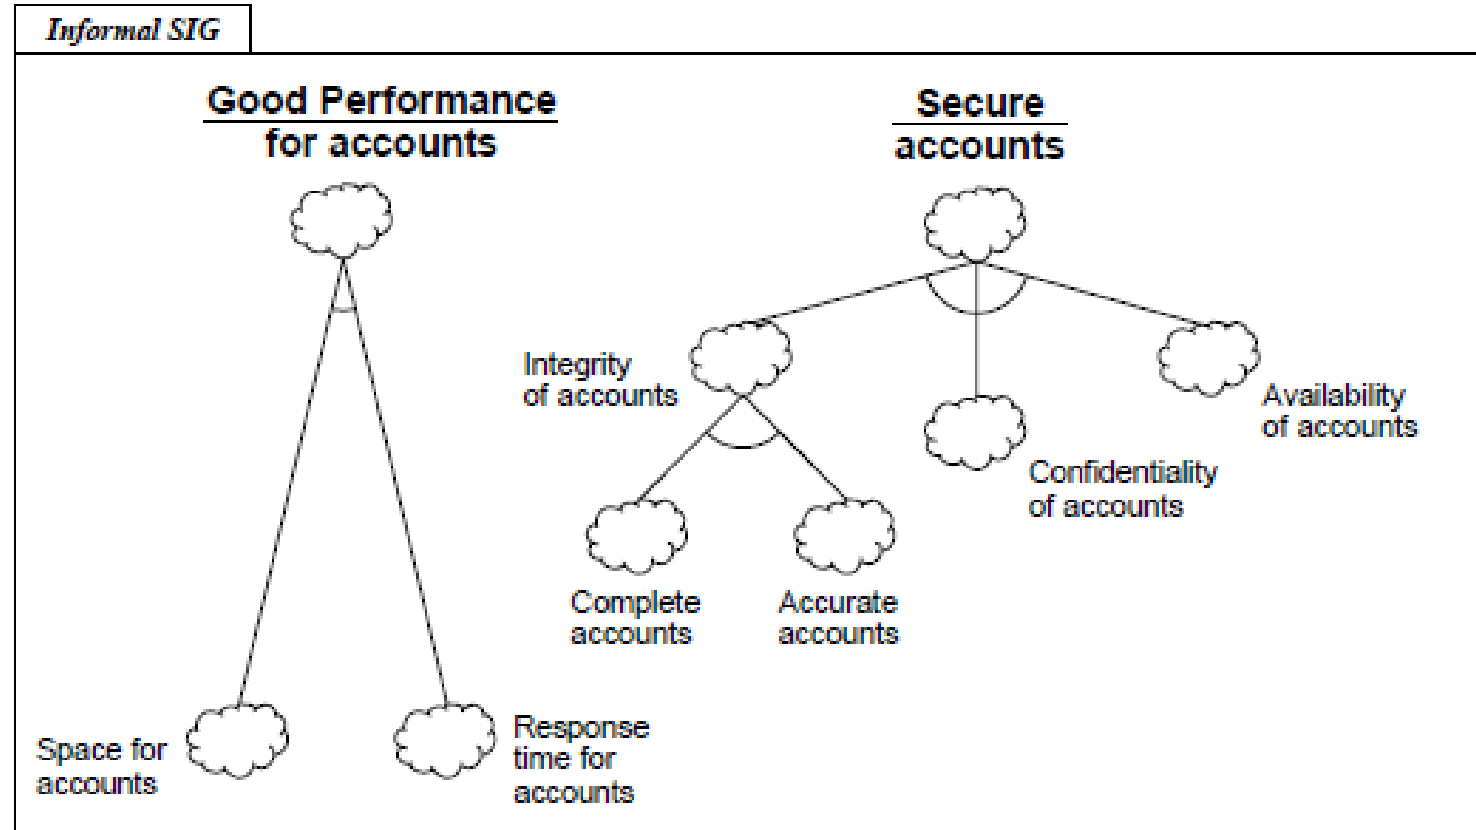 Informal SIG
Good Performance
for accounts
Secure
accounts
Integrity
of accounts
Availability
of accounts
Confidentiality
of accounts
Complete
accounts
Accurate
accounts
Space for
accounts
Response
time for
accounts